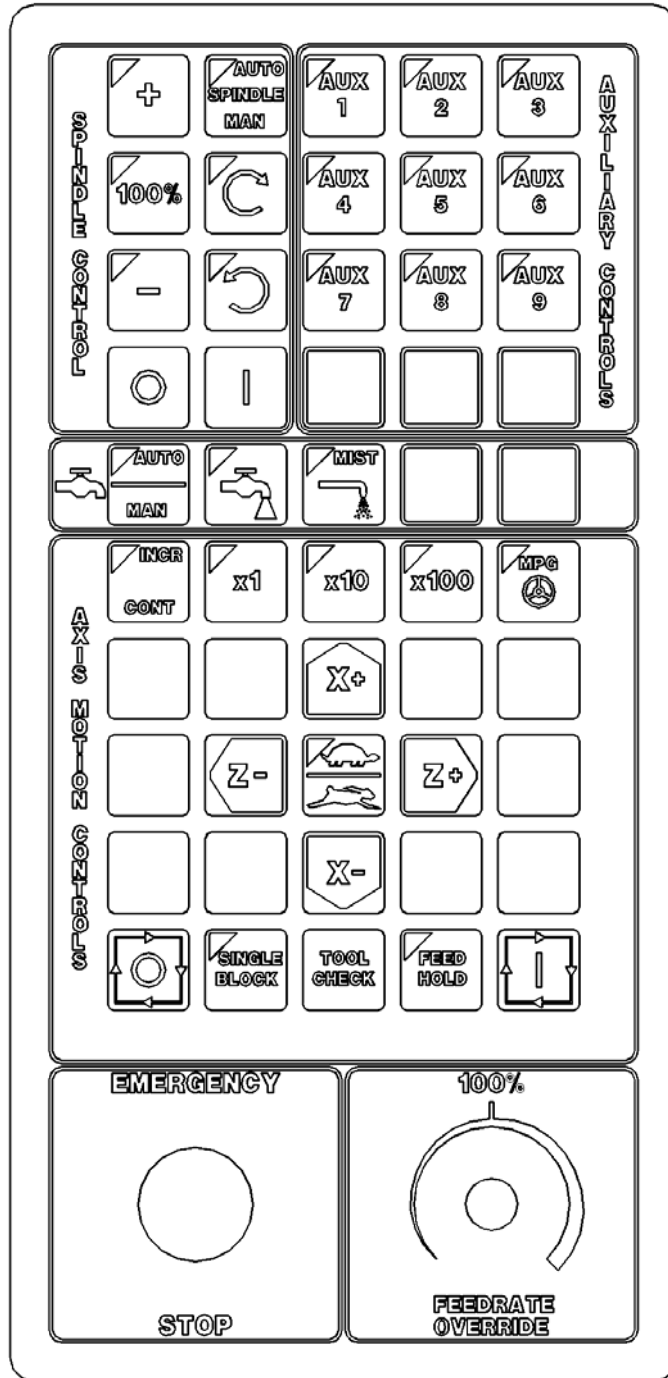 SPINDLE CONTROL
+
AUTO
SPINDLE
MAN
100%
-
AUX
1
AUX
2
AUX
3
AUX
4
AUX
5
AUX
6
AUX
7
AUX
8
AUX
9
AUXILIARY CONTROLS
AUTO
MAN
MIST
AXIS MOTION CONTROLS
INCR
CONT
x1
x10
x100
MPG
X+
Z-
Z+
X-
SINGLE
BLOCK
TOOL
CHECK
FEED
HOLD
EMERGENCY
STOP
100%
FEEDRATE
OVERRIDE